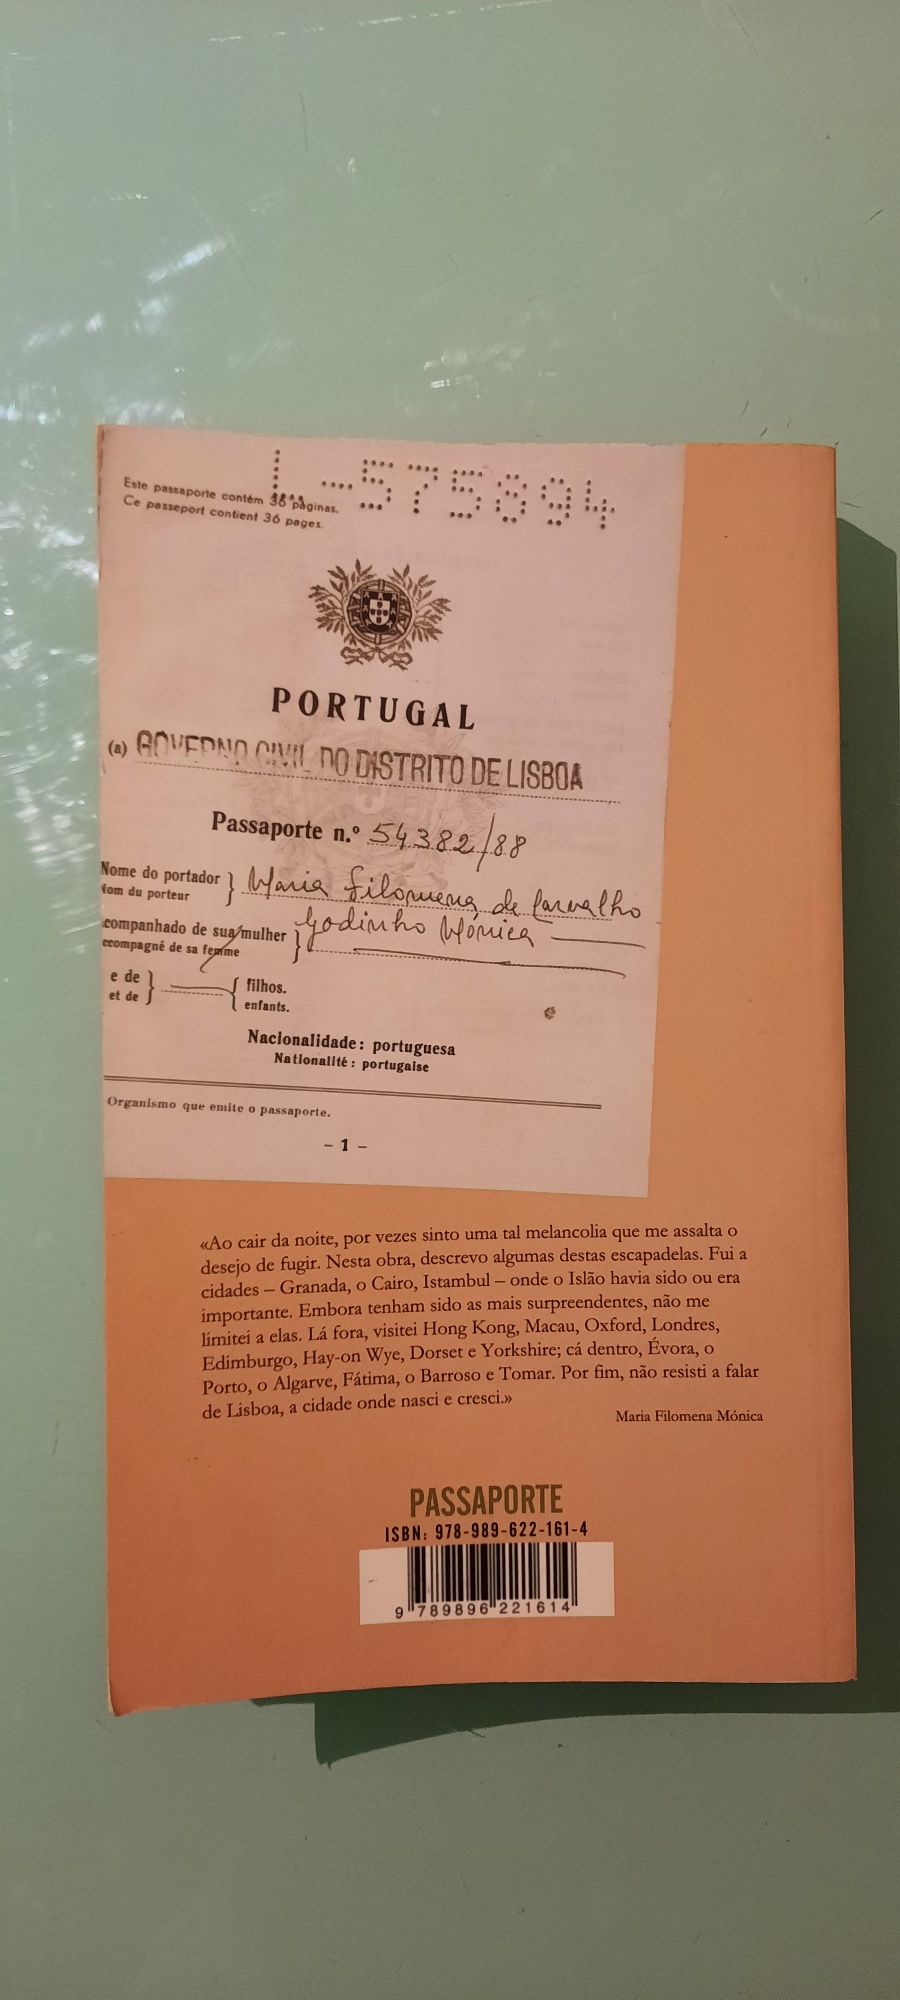 L-575894
Este passaporte contém 36 páginas.
Ce passeport contient 36 pages.
PORTUGAL
(a) GOVERNO CIVIL DO DISTRITO DE LISBOA
Passaporte n.º 54382/88
Nome do portador } Maria Filomena de Carvalho
Nom du porteur
companhado de sua mulher } Godinho Mónica
ccompagné de sa femme
e de } { filhos.
et de enfants.
Nacionalidade: portuguesa
Nationalité: portugaise
Organismo que emite o passaporte.
– 1 –
«Ao cair da noite, por vezes sinto uma tal melancolia que me assalta o
desejo de fugir. Nesta obra, descrevo algumas destas escapadelas. Fui a
cidades – Granada, o Cairo, Istambul – onde o Islão havia sido ou era
importante. Embora tenham sido as mais surpreendentes, não me
limitei a elas. Lá fora, visitei Hong Kong, Macau, Oxford, Londres,
Edimburgo, Hay-on Wye, Dorset e Yorkshire; cá dentro, Évora, o
Porto, o Algarve, Fátima, o Barroso e Tomar. Por fim, não resisti a falar
de Lisboa, a cidade onde nasci e cresci.»
Maria Filomena Mónica
PASSAPORTE
ISBN: 978-989-622-161-4
9 789896 221614